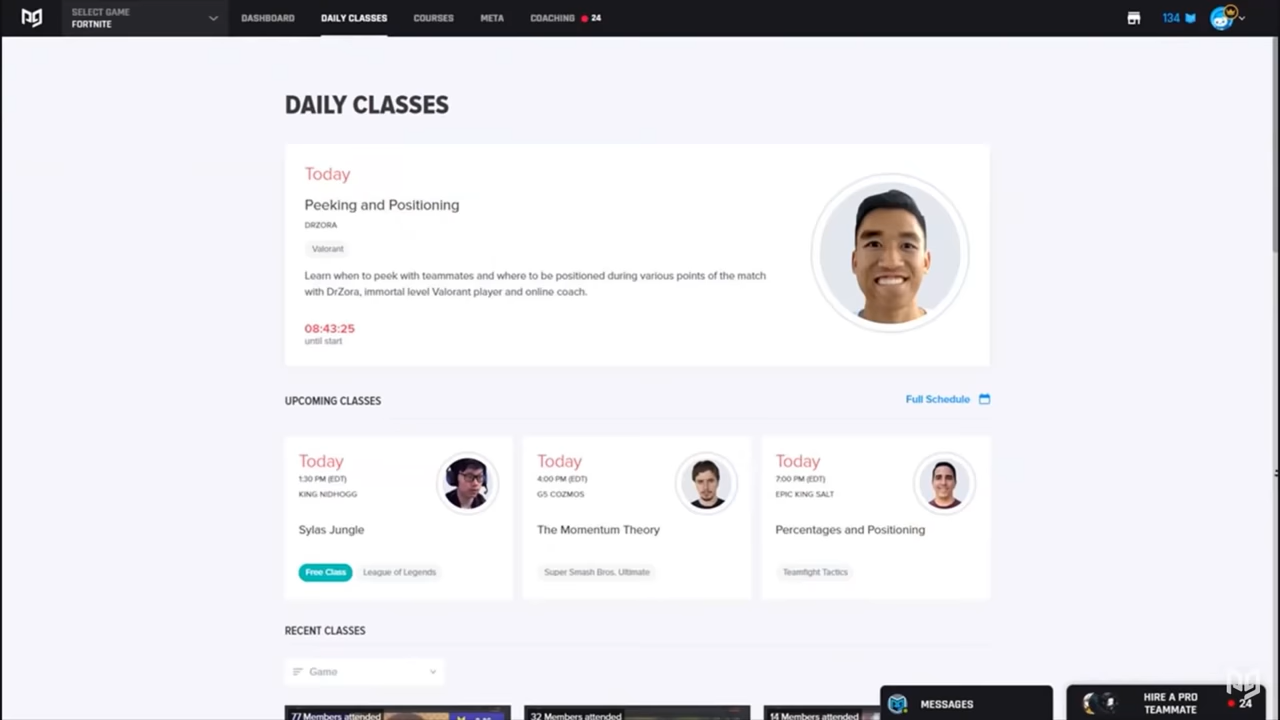 SELECT GAME
FORTNITE
DASHBOARD
DAILY CLASSES
COURSES
META
COACHING
24
134
DAILY CLASSES
Today
Peeking and Positioning
DRZORA
Valorant
Learn when to peek with teammates and where to be positioned during various points of the match
with DrZora, immortal level Valorant player and online coach.
08:43:25
until start
UPCOMING CLASSES
Full Schedule
Today
1:30 PM (EDT)
KING NIDHOGG
Sylas Jungle
Free Class
League of Legends
Today
4:00 PM (EDT)
G5 COZMOS
The Momentum Theory
Super Smash Bros. Ultimate
Today
7:00 PM (EDT)
EPIC KING SALT
Percentages and Positioning
Teamfight Tactics
RECENT CLASSES
Game
77 Members attended
32 Members attended
14 Members attended
MESSAGES
HIRE A PRO
TEAMMATE
24